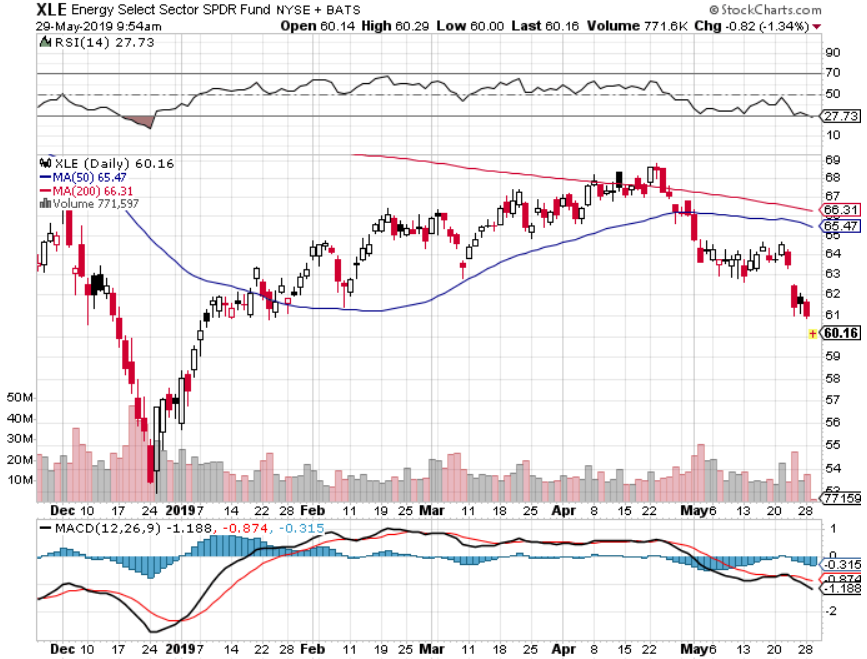 XLE Energy Select Sector SPDR Fund NYSE + BATS © StockCharts.com
29-May-2019 9:54am Open 60.14 High 60.29 Low 60.00 Last 60.16 Volume 771.6K Chg -0.82 (-1.34%)
RSI(14) 27.73
90
70
50
27.73
10
XLE (Daily) 60.16
MA(50) 65.47
MA(200) 66.31
Volume 771,597
69
68
67
66.31
65.47
65
64
63
62
61
60.16
59
58
57
56
55
54
53
50M
40M
30M
20M
10M
77159
Dec 10 17 24 2019 7 14 22 28 Feb 11 19 25 Mar 11 18 25 Apr 8 15 22 May 6 13 20 28
MACD(12,26,9) -1.188, -0.874, -0.315
1
0
-0.315
-0.874
-1.188
-2
Dec 10 17 24 2019 7 14 22 28 Feb 11 19 25 Mar 11 18 25 Apr 8 15 22 May 6 13 20 28